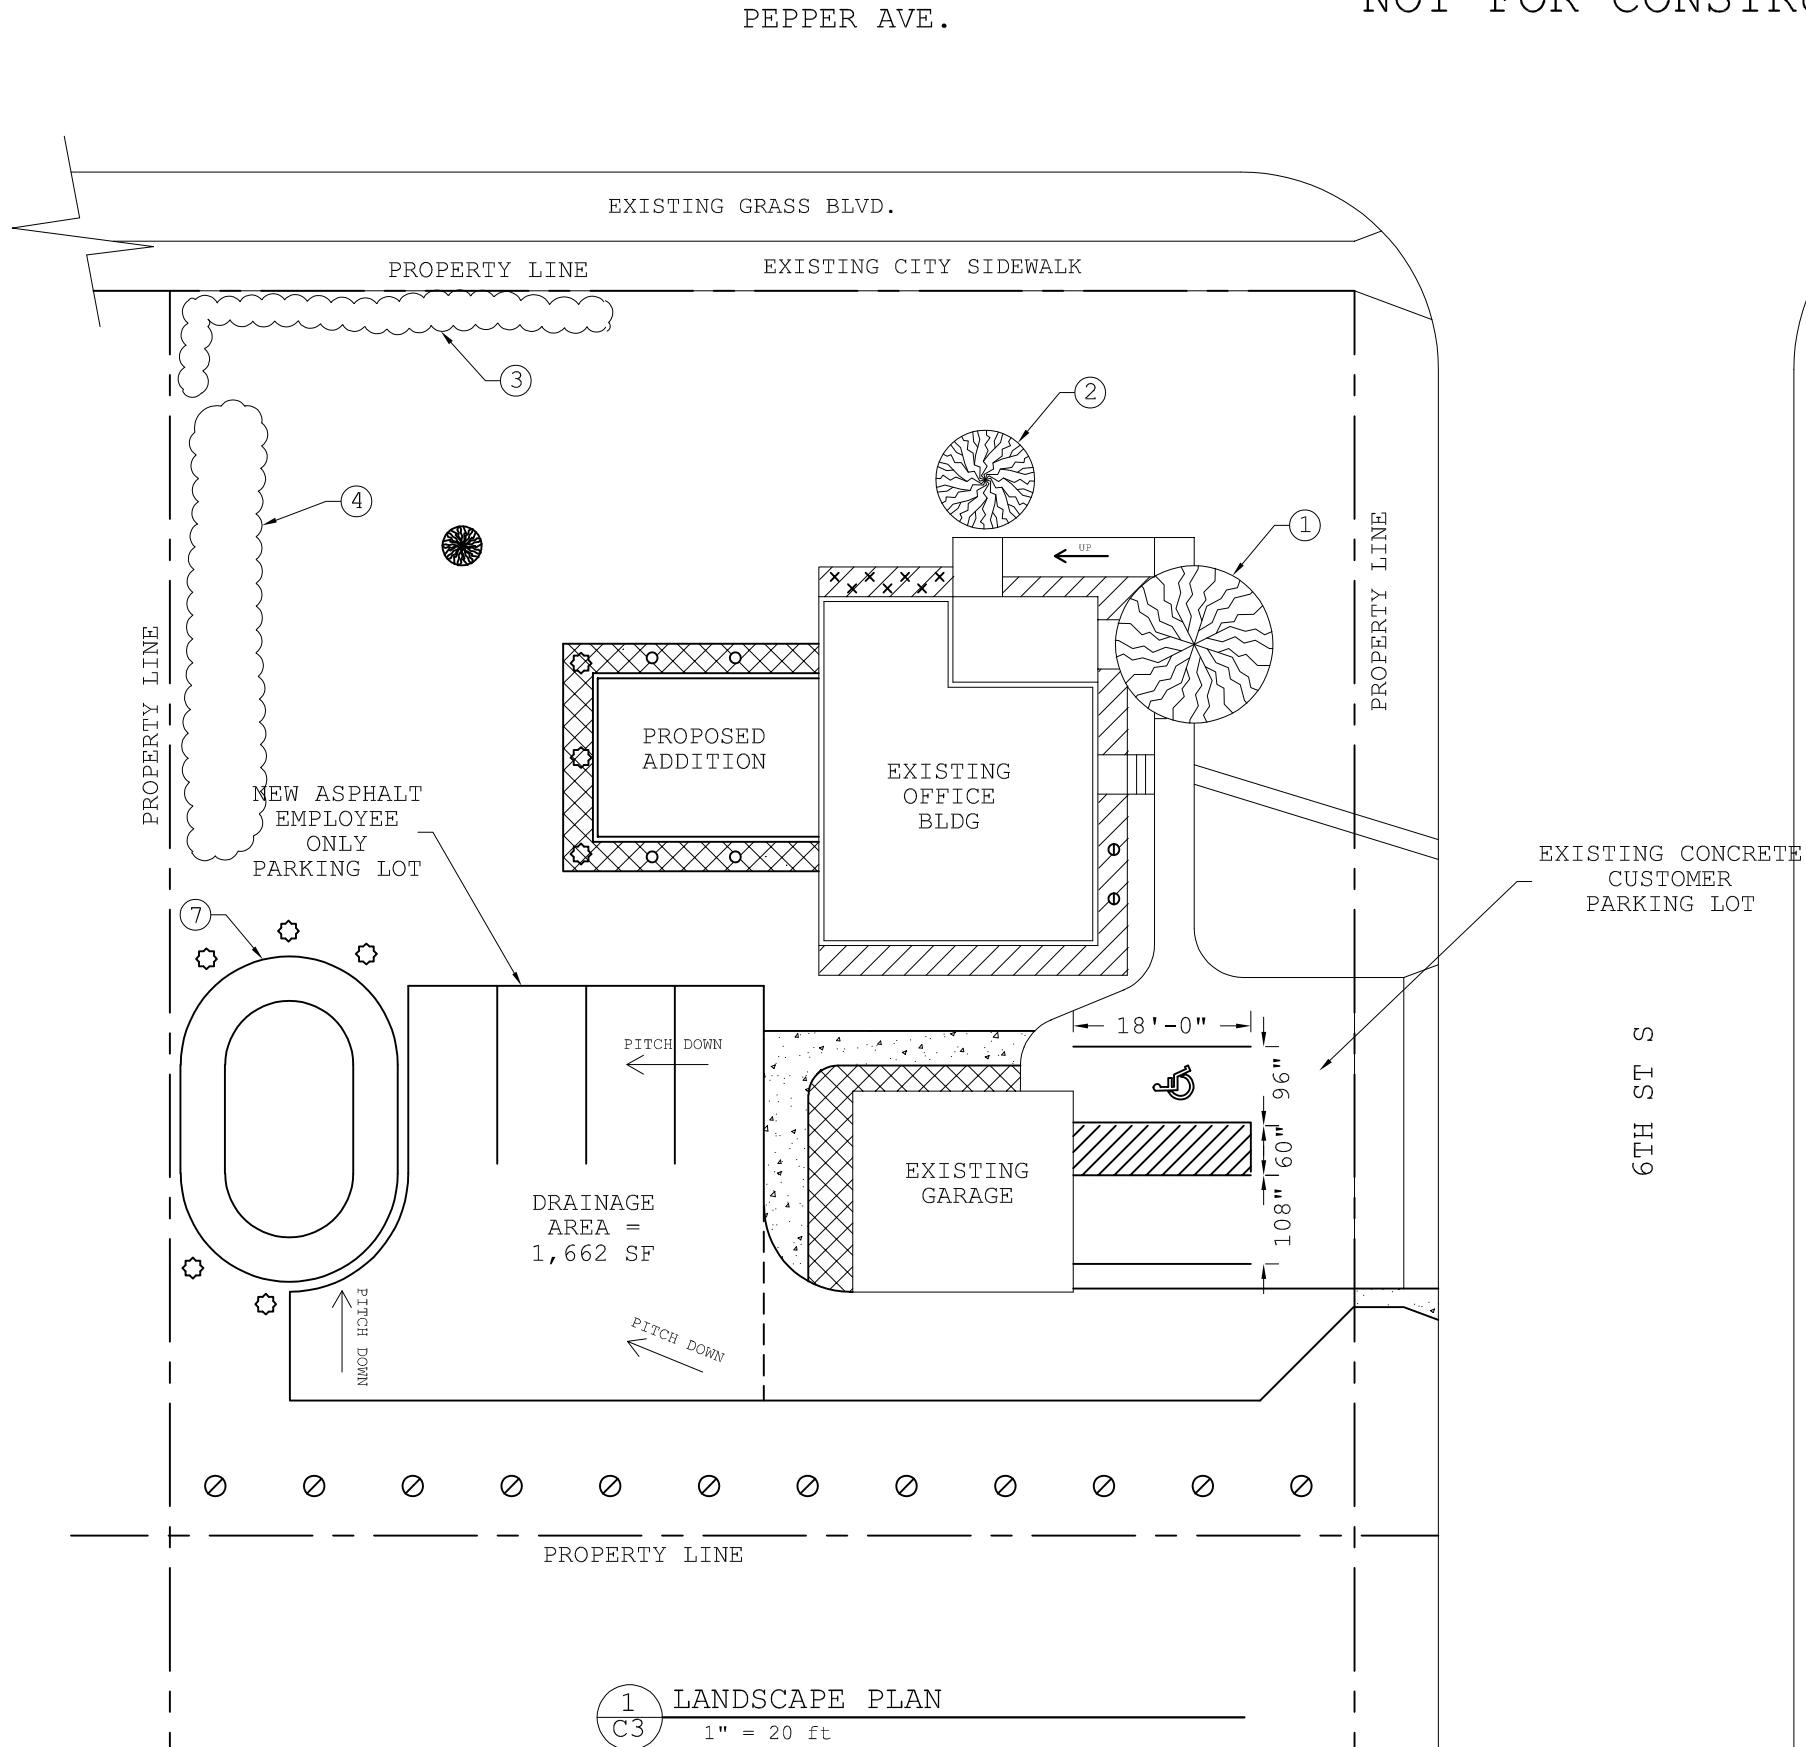 PEPPER AVE.
NOT FOR CONSTRU
EXISTING GRASS BLVD.
PROPERTY LINE
EXISTING CITY SIDEWALK
3
2
4
1
UP
PROPERTY LINE
PROPERTY LINE
PROPOSED
ADDITION
EXISTING
OFFICE
BLDG
NEW ASPHALT
EMPLOYEE
ONLY
PARKING LOT
EXISTING CONCRETE
CUSTOMER
PARKING LOT
7
18'-0"
PITCH DOWN
96"
60"
108"
6TH ST S
EXISTING
GARAGE
DRAINAGE
AREA =
1,662 SF
PITCH DOWN
PITCH DOWN
PROPERTY LINE
1
C3
LANDSCAPE PLAN
1" = 20 ft